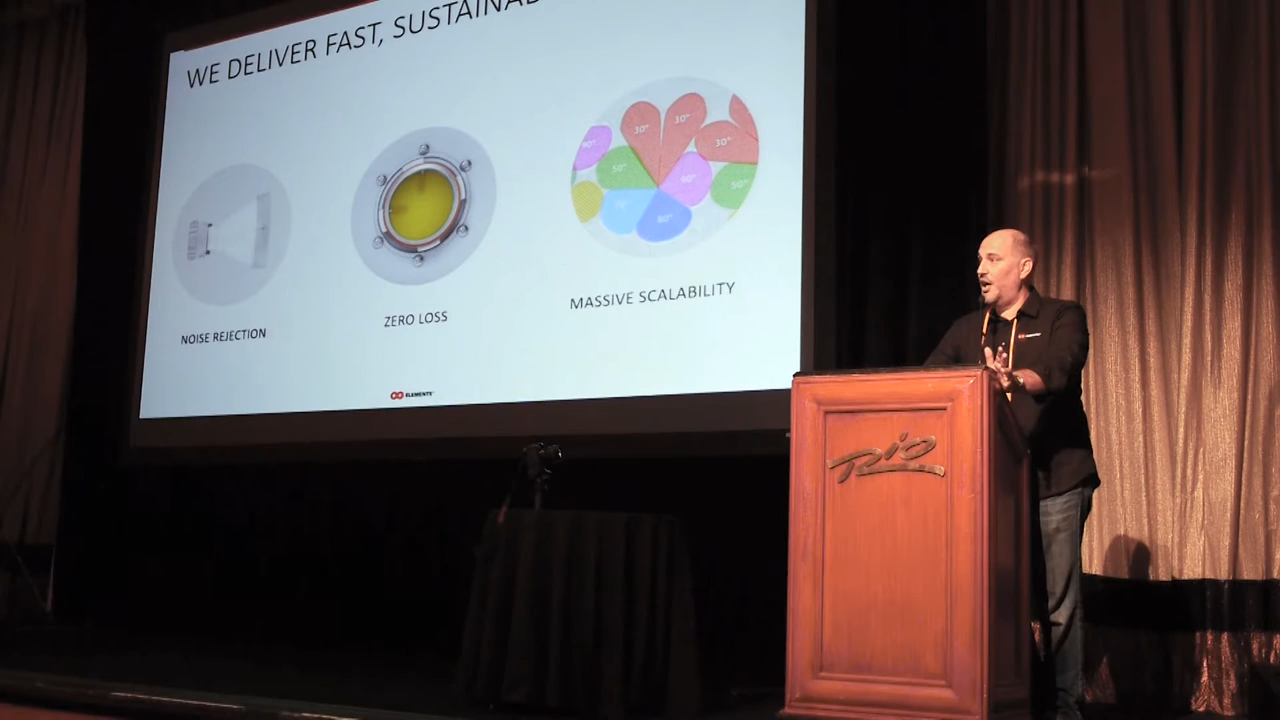 WE DELIVER FAST, SUSTAINAB
30°
30°
30°
90°
50°
90°
50°
80°
NOISE REJECTION
ZERO LOSS
MASSIVE SCALABILITY
ELEMENTS
Rio